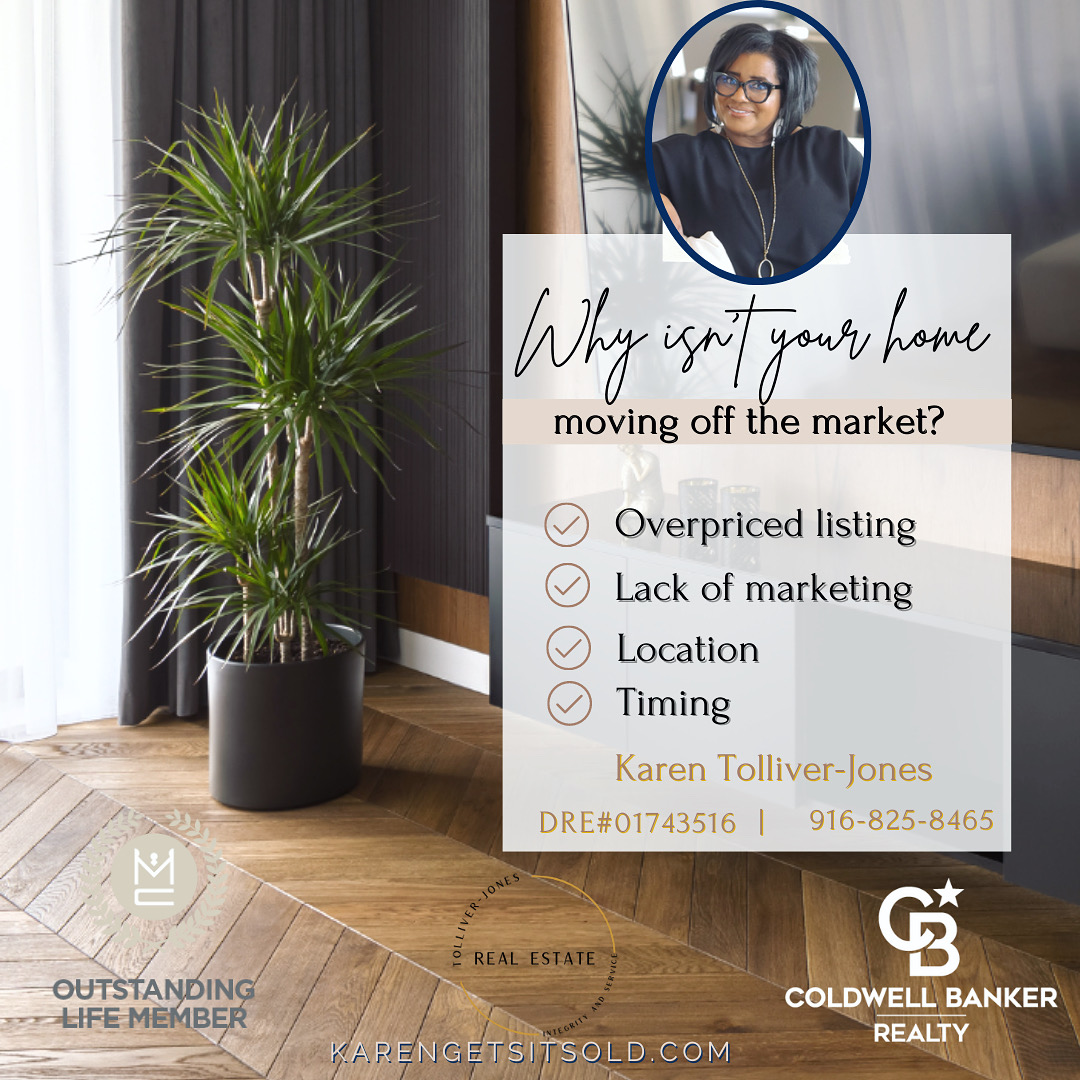 Why isn't your home
moving off the market?
Overpriced listing
Lack of marketing
Location
Timing
Karen Tolliver-Jones
DRE#01743516 | 916-825-8465
MC
OUTSTANDING
LIFE MEMBER
TOLLIVER-JONES
REAL ESTATE
INTEGRITY AND SERVICE
CB
COLDWELL BANKER
REALTY
KARENGETSITSOLD.COM